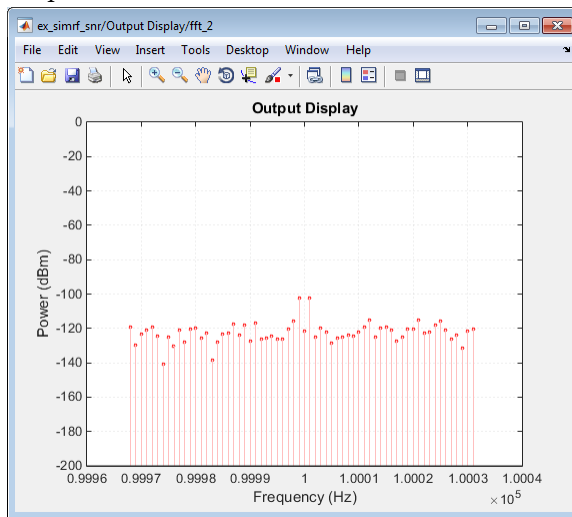 ex_simrf_snr/Output Display/fft_2
File Edit View Insert Tools Desktop Window Help
Output Display
0
-20
-40
-60
-80
-100
-120
-140
-160
-180
-200
Power (dBm)
0.9996 0.9997 0.9998 0.9999 1 1.0001 1.0002 1.0003 1.0004
Frequency (Hz)
×10⁵